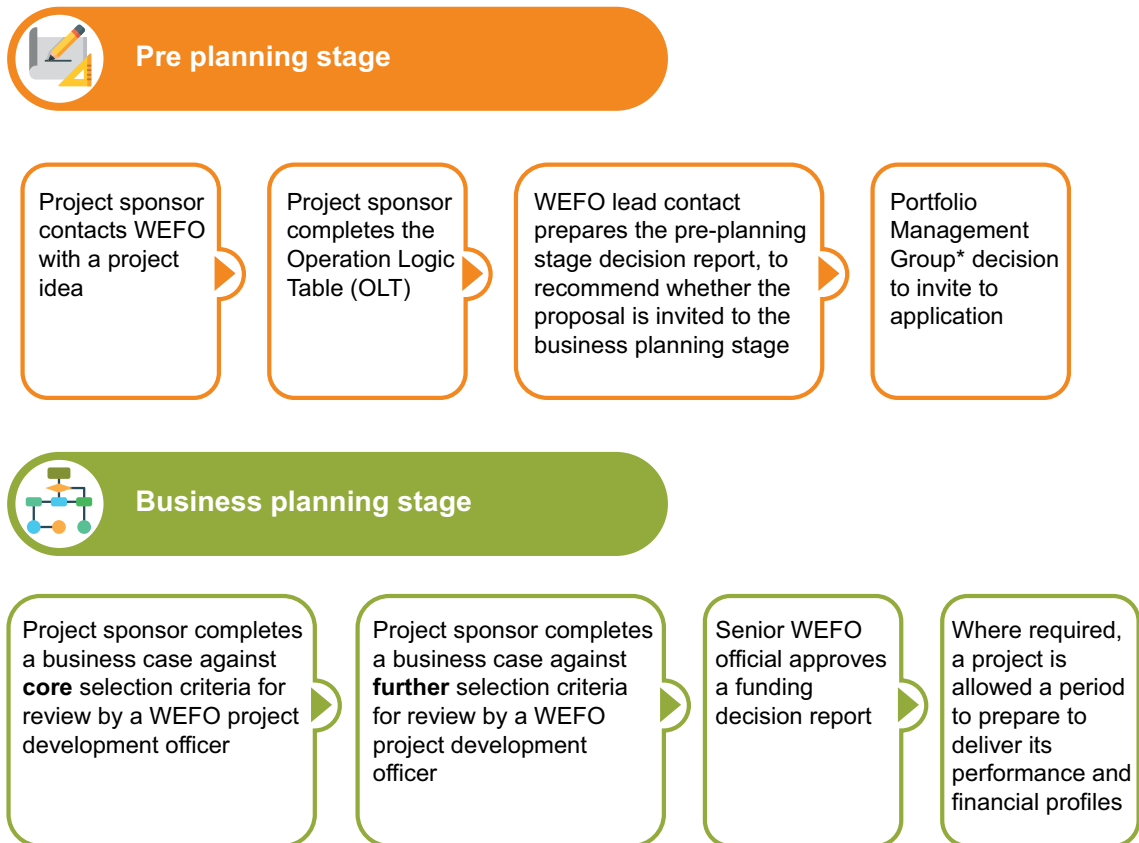 Pre planning stage
Project sponsor
contacts WEFO
with a project
idea
Project sponsor
completes the
Operation Logic
Table (OLT)
WEFO lead contact
prepares the pre-planning
stage decision report, to
recommend whether the
proposal is invited to the
business planning stage
Portfolio
Management
Group* decision
to invite to
application
Business planning stage
Project sponsor completes
a business case against
core selection criteria for
review by a WEFO project
development officer
Project sponsor completes
a business case against
further selection criteria
for review by a WEFO
project development
officer
Senior WEFO
official approves
a funding
decision report
Where required,
a project is
allowed a period
to prepare to
deliver its
performance and
financial profiles